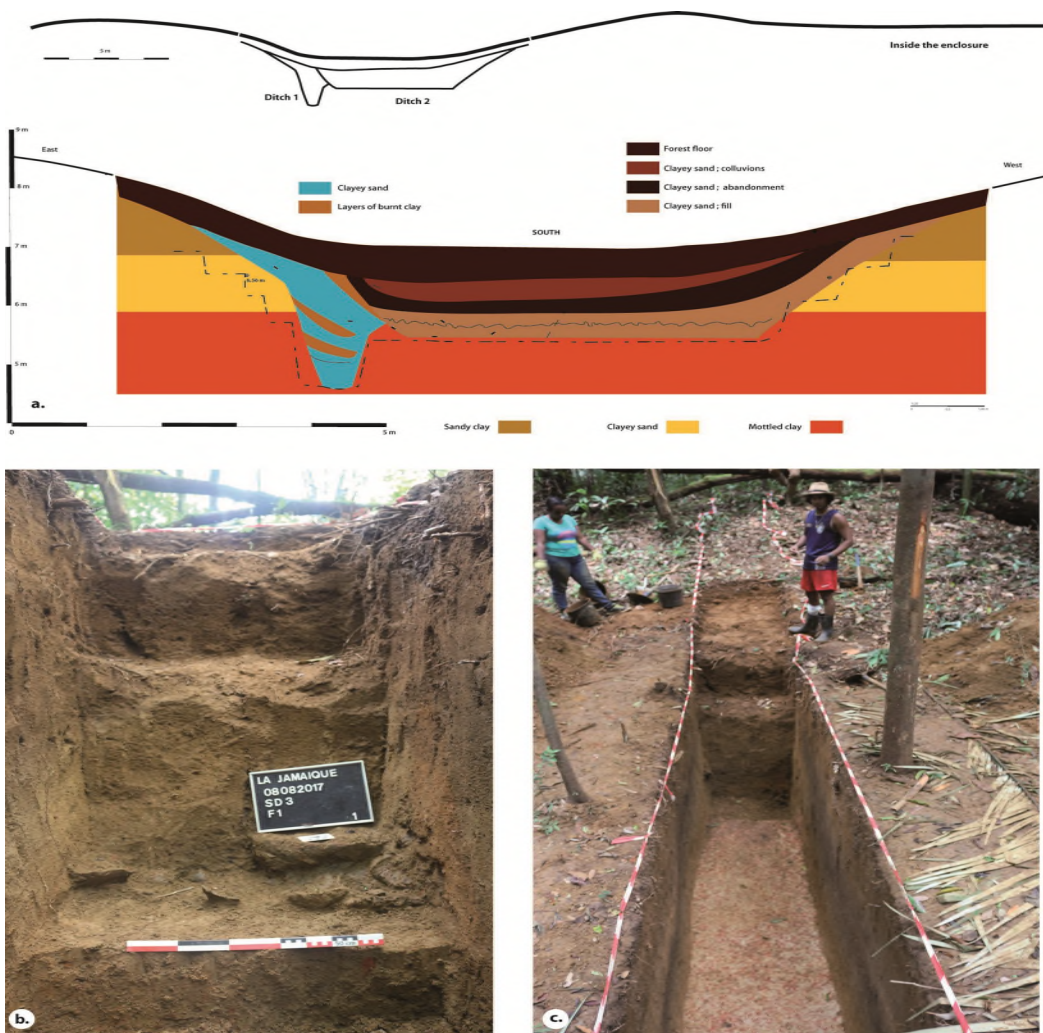 5 m
Inside the enclosure
Ditch 1
Ditch 2
9 m
East
West
Forest floor
Clayey sand ; colluvions
Clayey sand
Clayey sand ; abandonment
Layers of burnt clay
Clayey sand ; fill
8 m
SOUTH
7 m
6 m
5 m
a.
0
5 m
Sandy clay
Clayey sand
Mottled clay
LA JAMAIQUE
08082017
SD 3
F1
1
50 cm
b.
c.